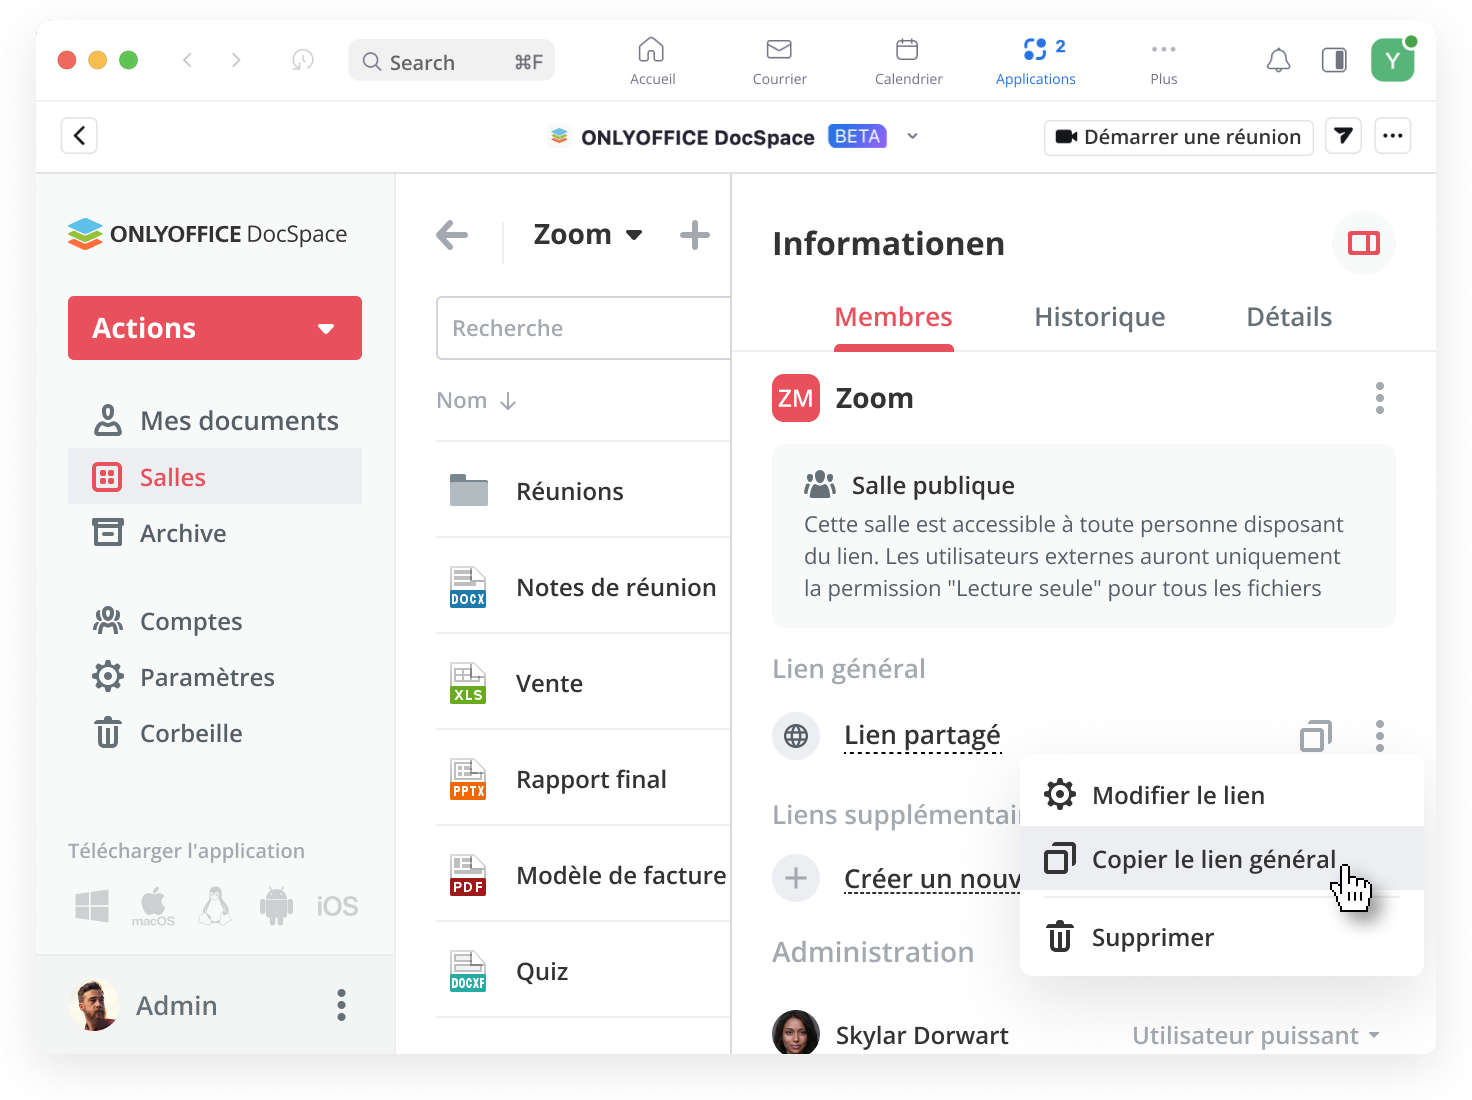 Search ⌘F
Accueil
Courrier
Calendrier
2
Applications
Plus
Y
ONLYOFFICE DocSpace BETA
Démarrer une réunion
ONLYOFFICE DocSpace
Actions
Mes documents
Salles
Archive
Comptes
Paramètres
Corbeille
Télécharger l'application
macOS
iOS
Admin
Zoom
Recherche
Nom
Réunions
DOCX
Notes de réunion
XLS
Vente
PPTX
Rapport final
PDF
Modèle de facture
DOCXF
Quiz
Informationen
Membres Historique Détails
ZM
Zoom
Salle publique
Cette salle est accessible à toute personne disposant
du lien. Les utilisateurs externes auront uniquement
la permission "Lecture seule" pour tous les fichiers
Lien général
Lien partagé
Liens supplémentai
Créer un nouv
Modifier le lien
Copier le lien général
Supprimer
Administration
Skylar Dorwart
Utilisateur puissant